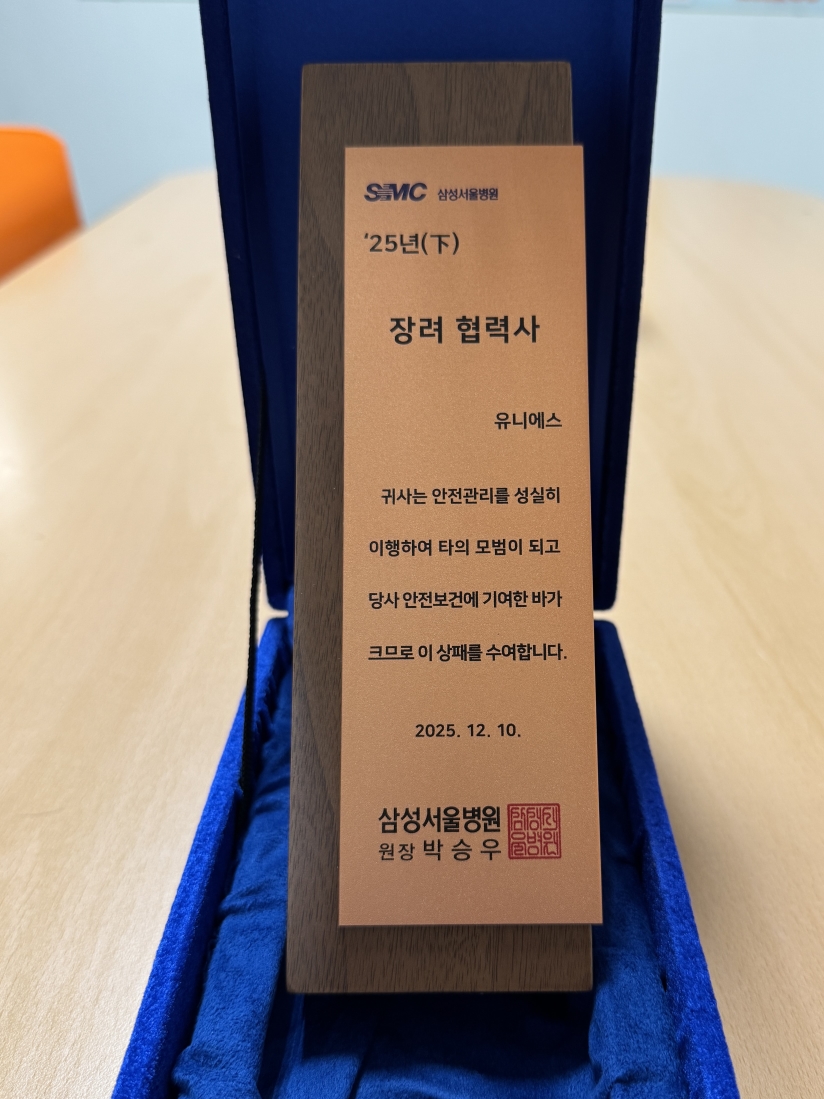 SMC 삼성서울병원
'25년(下)
장려 협력사
유니에스
귀사는 안전관리를 성실히
이행하여 타의 모범이 되고
당사 안전보건에 기여한 바가
크므로 이 상패를 수여합니다.
2025. 12. 10.
삼성서울병원
원장 박승우